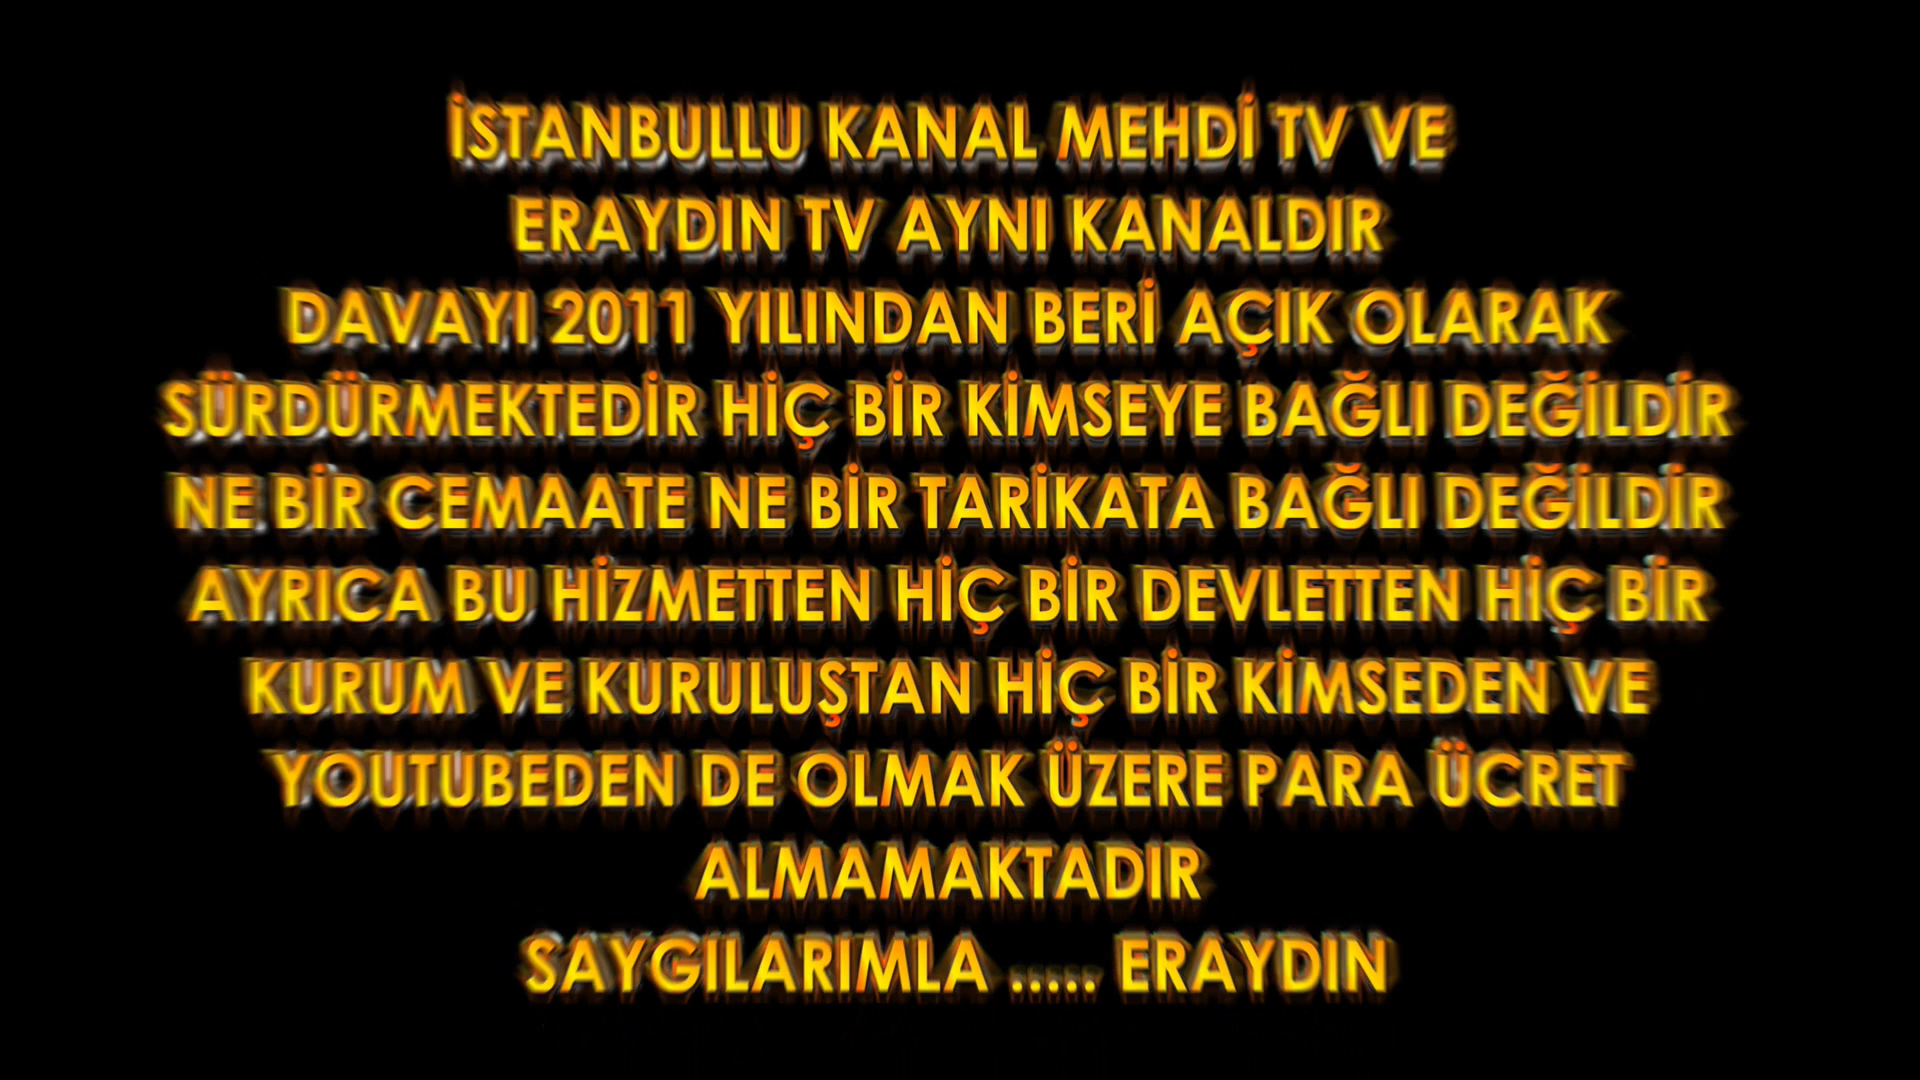 İSTANBULLU KANAL MEHDİ TV VE
ERAYDIN TV AYNI KANALDIR
DAVAYI 2011 YILINDAN BERİ AÇIK OLARAK
SÜRDÜRMEKTEDİR HİÇ BİR KİMSEYE BAĞLI DEĞİLDİR
NE BİR CEMAATE NE BİR TARİKATA BAĞLI DEĞİLDİR
AYRICA BU HİZMETTEN HİÇ BİR DEVLETTEN HİÇ BİR
KURUM VE KURULUŞTAN HİÇ BİR KİMSEDEN VE
YOUTUBEDEN DE OLMAK ÜZERE PARA ÜCRET
ALMAMAKTADIR
SAYGILARIMLA ..... ERAYDIN